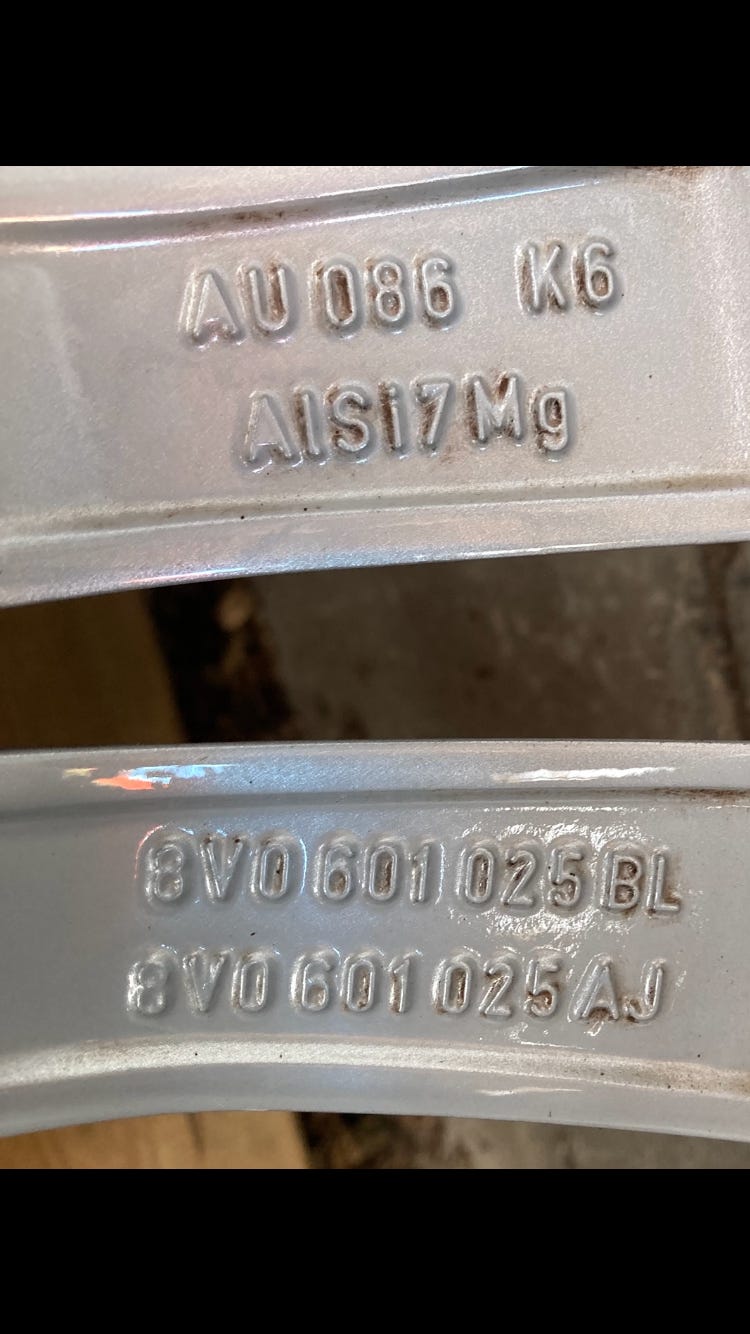 AU 086 K6
AlSi7Mg
8V0 601 025 BL
8V0 601 025 AJ